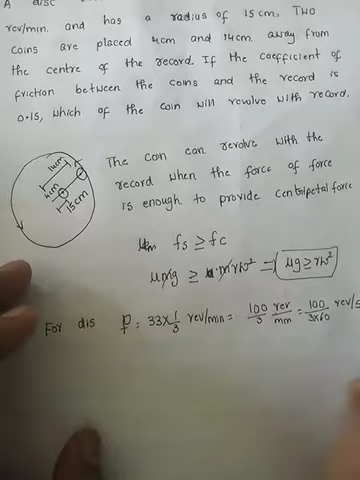 A disc
rev/min. and has a radius of 15 cm. Two
coins are placed 4cm and 14cm away from
the centre of the record. If the coefficient of
friction between the coins and the record is
0.15, which of the coin will revolve with record.
14cm
4cm
15cm
The coin can revolve with the
record when the force of force
is enough to provide centripetal force
fs ≥ fc
μmg ≥ mrω² = μg ≥ rω²
For dis f = 33×1/3 rev/min = 100/3 rev/min = 100/3×60 rev/s